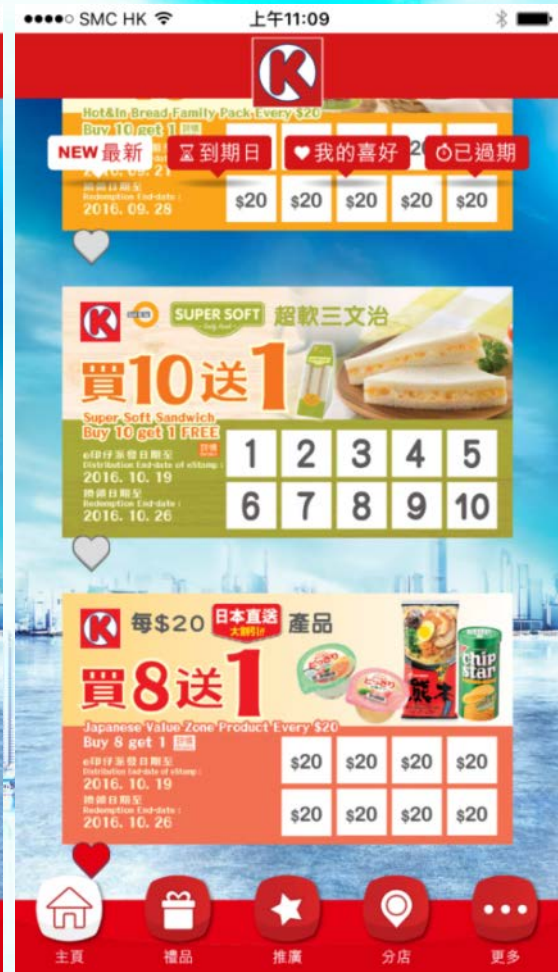 SMC HK
上午11:09
K
Hot&In Bread Family Pack Every $20
Buy 10 get 1
NEW 最新
到期日
我的喜好
已過期
2016. 09. 21
換領日期至
Redemption End-date :
2016. 09. 28
$20 $20 $20 $20 $20
K
SUPER SOFT
超軟三文治
買10送1
Super Soft Sandwich
Buy 10 get 1 FREE
e印仔派發日期至
Distribution End-date of eStamp :
2016. 10. 19
換領日期至
Redemption End-date :
2016. 10. 26
1 2 3 4 5
6 7 8 9 10
K
每$20 日本直送 產品
大割引!!
買8送1
chip
star
熊本
Japanese Value Zone Product Every $20
Buy 8 get 1
e印仔派發日期至
Distribution End-date of eStamp :
2016. 10. 19
換領日期至
Redemption End-date :
2016. 10. 26
$20 $20 $20 $20
$20 $20 $20 $20
主頁
禮品
推廣
分店
更多